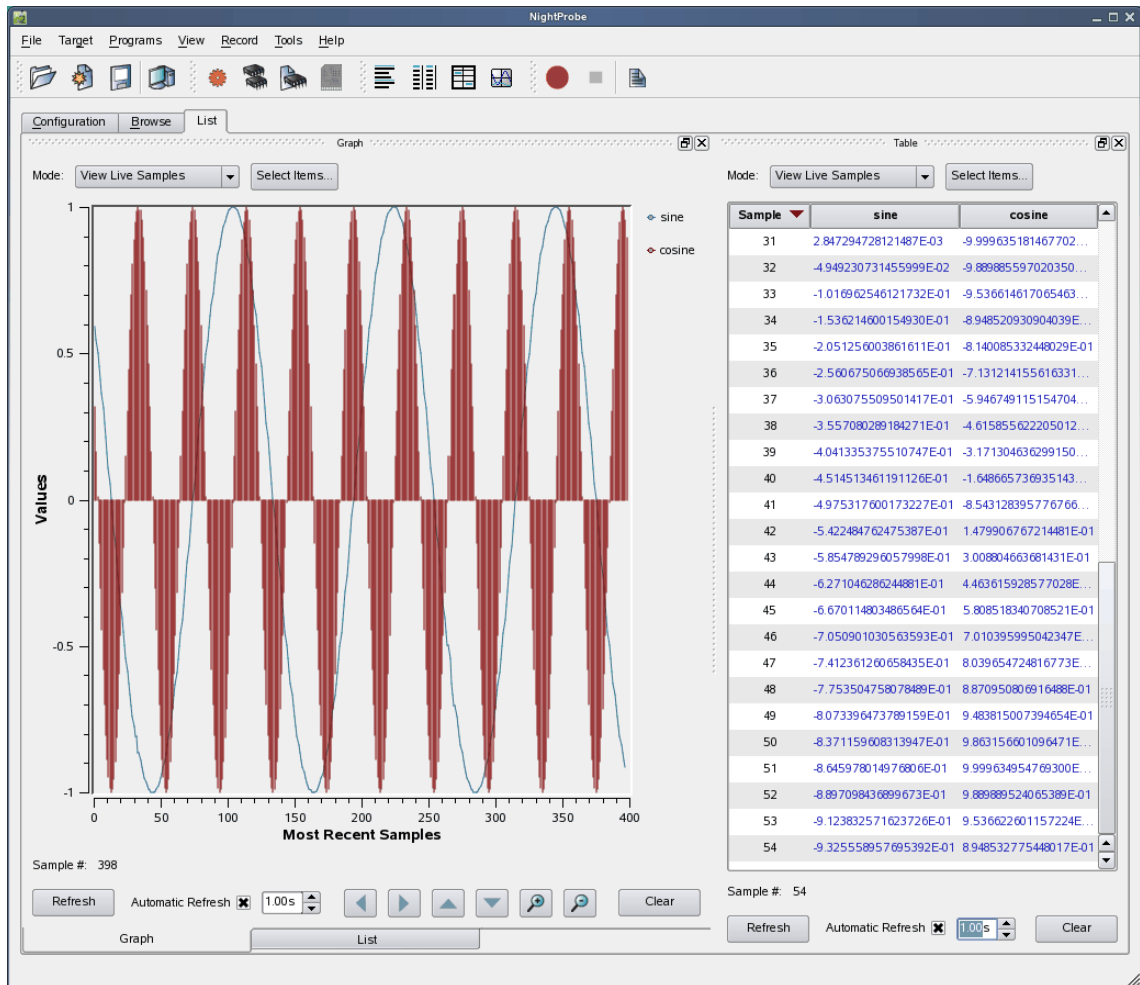 NightProbe
File Target Programs View Record Tools Help
Configuration Browse List
Graph
Mode: View Live Samples Select Items...
1
0.5
0
-0.5
-1
Values
0 50 100 150 200 250 300 350 400
Most Recent Samples
sine
cosine
Sample #: 398
Refresh Automatic Refresh 1.00s Clear
Graph List
Table
Mode: View Live Samples Select Items...
Sample sine cosine
31 2.847294728121487E-03 -9.999635181467702...
32 -4.949230731455999E-02 -9.889885597020350...
33 -1.016962546121732E-01 -9.536614617065463...
34 -1.536214600154930E-01 -8.948520930904039E...
35 -2.051256003861611E-01 -8.140085332448029E-01
36 -2.560675066938565E-01 -7.131214155616331...
37 -3.063075509501417E-01 -5.946749115154704...
38 -3.557080289184271E-01 -4.615855622205012...
39 -4.041335375510747E-01 -3.171304636299150...
40 -4.514513461191126E-01 -1.648665736935143...
41 -4.975317600173227E-01 -8.543128395776766...
42 -5.422484762475387E-01 1.479906767214481E-01
43 -5.854789296057998E-01 3.008804663681431E-01
44 -6.271046286244881E-01 4.463615928577028E...
45 -6.670114803486564E-01 5.808518340708521E-01
46 -7.050901030563593E-01 7.010395995042347E...
47 -7.412361260658435E-01 8.039654724816773E...
48 -7.753504758078489E-01 8.870950806916488E-01
49 -8.073396473789159E-01 9.483815007394654E-01
50 -8.371159608313947E-01 9.863156601096471E...
51 -8.645978014976806E-01 9.999634954769300E...
52 -8.897098436899673E-01 9.889889524065389E-01
53 -9.123832571623726E-01 9.536622601157224E...
54 -9.325558957695392E-01 8.948532775448017E-01
Sample #: 54
Refresh Automatic Refresh 1.00s Clear